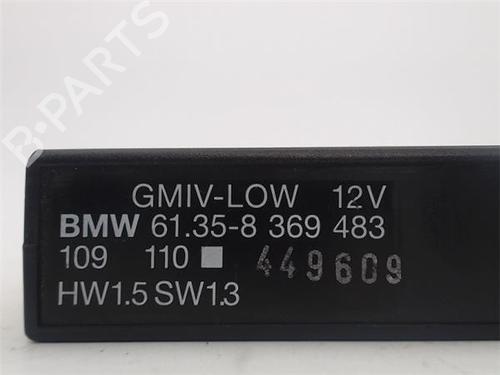 B-PARTS
GMIV-LOW 12V
BMW 61.35-8 369 483
109 110 449609
HW1.5 SW1.3